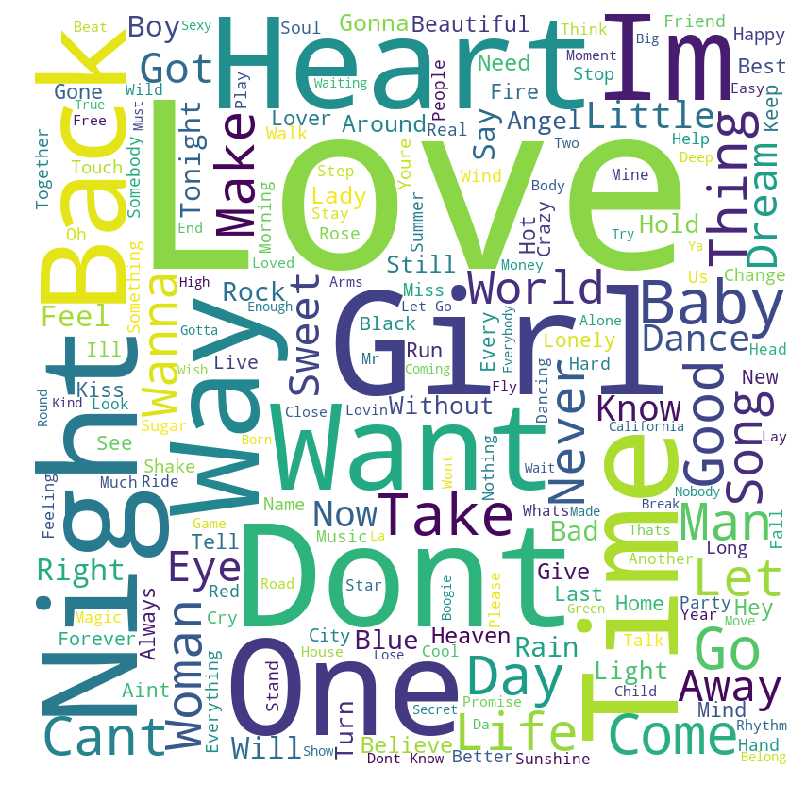 Love
Heart
Im
Back
Night
Way
Girl
Want
Dont
One
Time
Boy
Sexy
Soul
Gonna
Beautiful
Think
Friend
Big
Happy
Beat
Got
Need
Moment
Stop
Best
Gone
Wild
Waiting
Play
People
Fire
Easy
True
Free
Must
Lover
Around
Real
Angel
Little
Keep
Together
Touch
Somebody
Tonight
Make
Walk
Say
Two
Help
Thing
Deep
Dream
Step
Youre
Wind
Body
Mine
Lady
Morning
Stay
Summer
Hot
Crazy
Try
Hold
Oh
End
Rose
Ya
Something
Loved
Still
Money
Us
Change
High
Arms
World
Baby
Rock
Sweet
Miss
Let Go
Every
Everybody
Feel
Wanna
Gotta
Enough
Black
Alone
Dance
Head
Ill
Live
Mr
Run
Lonely
Hard
Wish
Coming
Fly
Kiss
Look
Kind
Round
Close
Lovin
Without
Dancing
Never
Know
Good
New
Sugar
Born
California
Song
Lay
See
Shake
Wont
Nothing
Wait
Much
Ride
Feeling
Name
Now
Take
Whats
Made
Break
Nobody
Man
Game
Music
La
Bad
Thats
Fall
Tell
Long
Another
Right
Eye
Red
Road
Star
Boogie
Please
Give
Last
Green
Let
Home
Party
Year
Move
Magic
Cry
Always
Forever
Woman
City
Blue
Heaven
Rain
Hey
Talk
Go
House
Lose
Cool
Day
Light
Aint
Everything
Stand
Secret
Promise
Child
Away
Mind
Cant
Will
Show
Turn
Believe
Da
Life
Come
Rhythm
Hand
Dont Know
Better
Sunshine
Belong